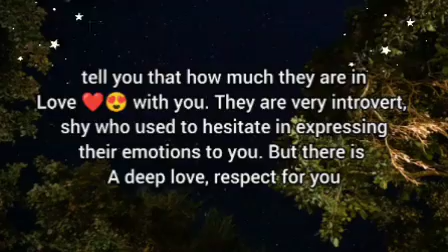 tell you that how much they are in
Love ❤️😍 with you. They are very introvert,
shy who used to hesitate in expressing
their emotions to you. But there is
A deep love, respect for you